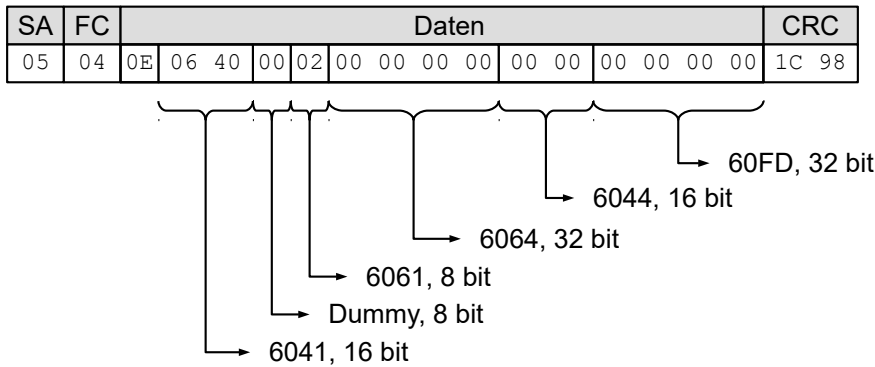 SA FC Daten CRC
05 04 0E 06 40 00 02 00 00 00 00 00 00 00 00 00 00 1C 98
60FD, 32 bit
6044, 16 bit
6064, 32 bit
6061, 8 bit
Dummy, 8 bit
6041, 16 bit